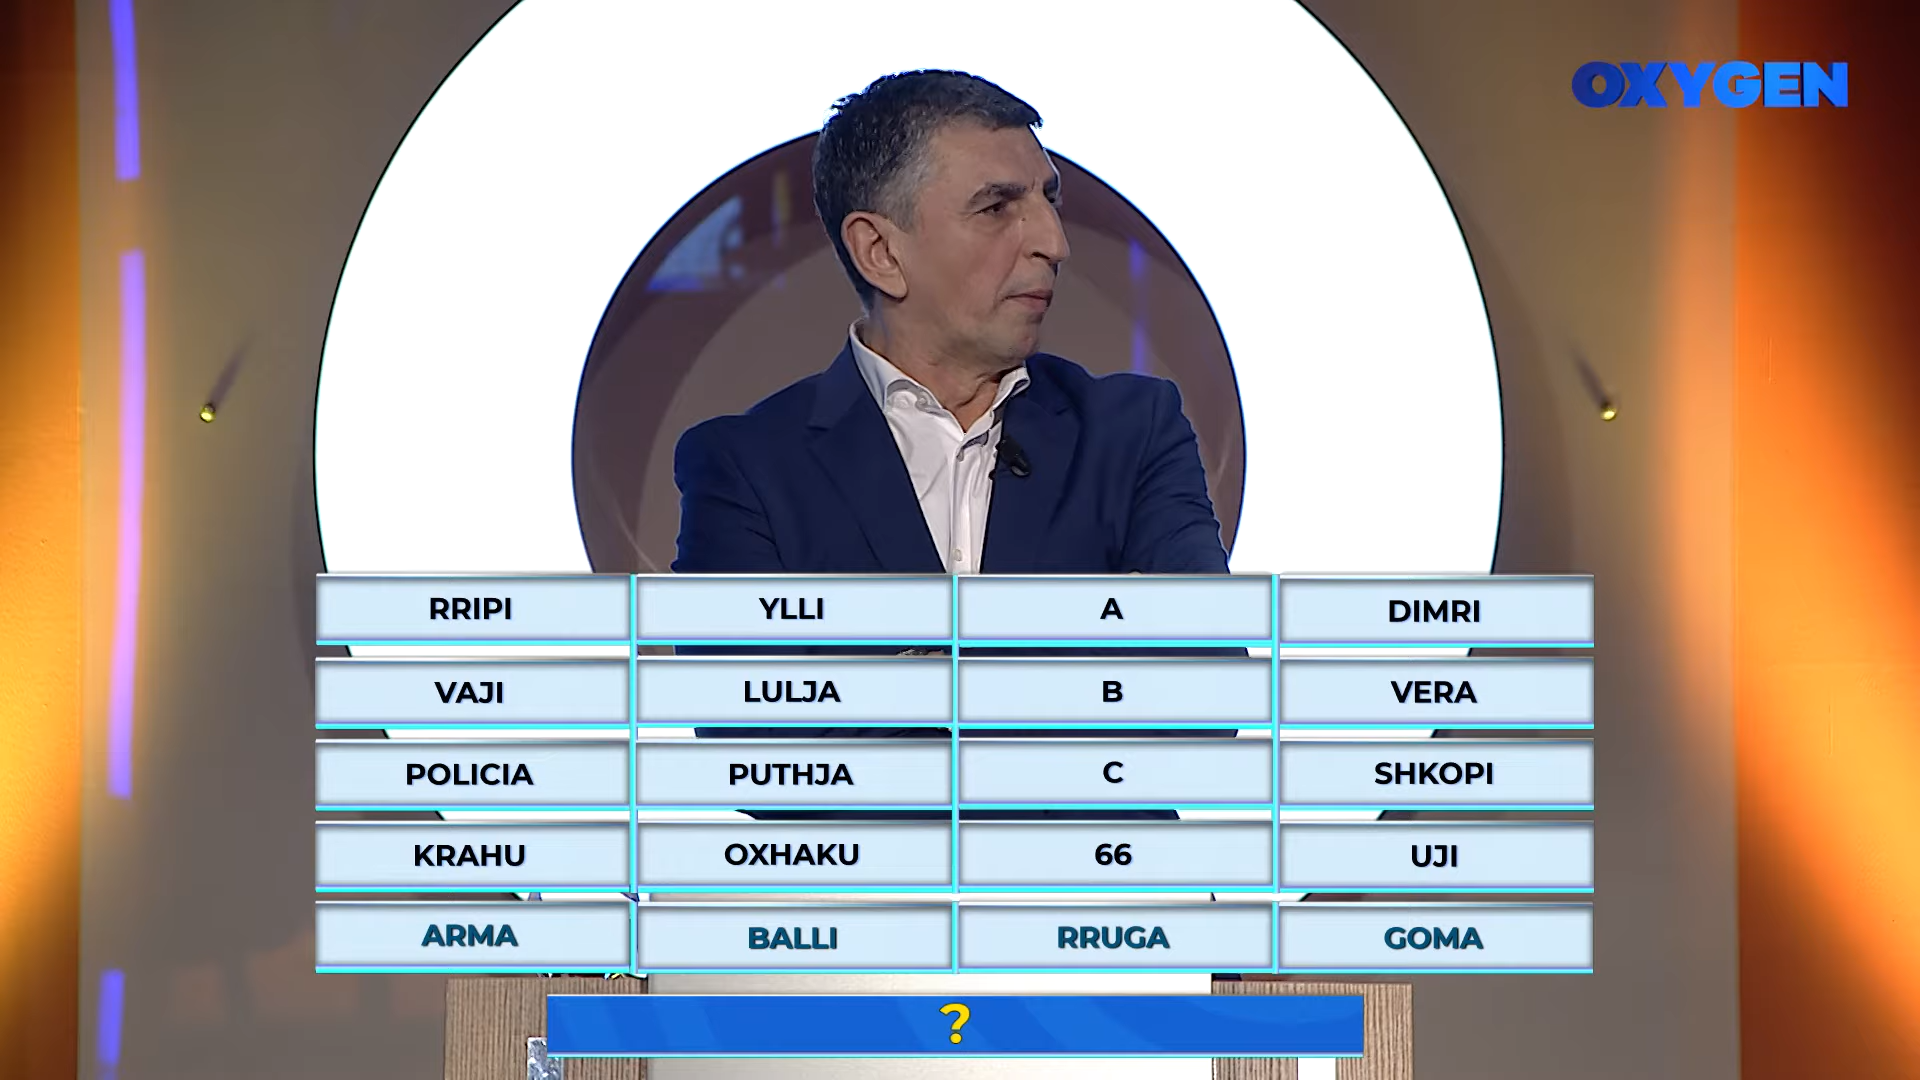 OXYGEN
RRIPI YLLI A DIMRI
VAJI LULJA B VERA
POLICIA PUTHJA C SHKOPI
KRAHU OXHAKU 66 UJI
ARMA BALLI RRUGA GOMA
?